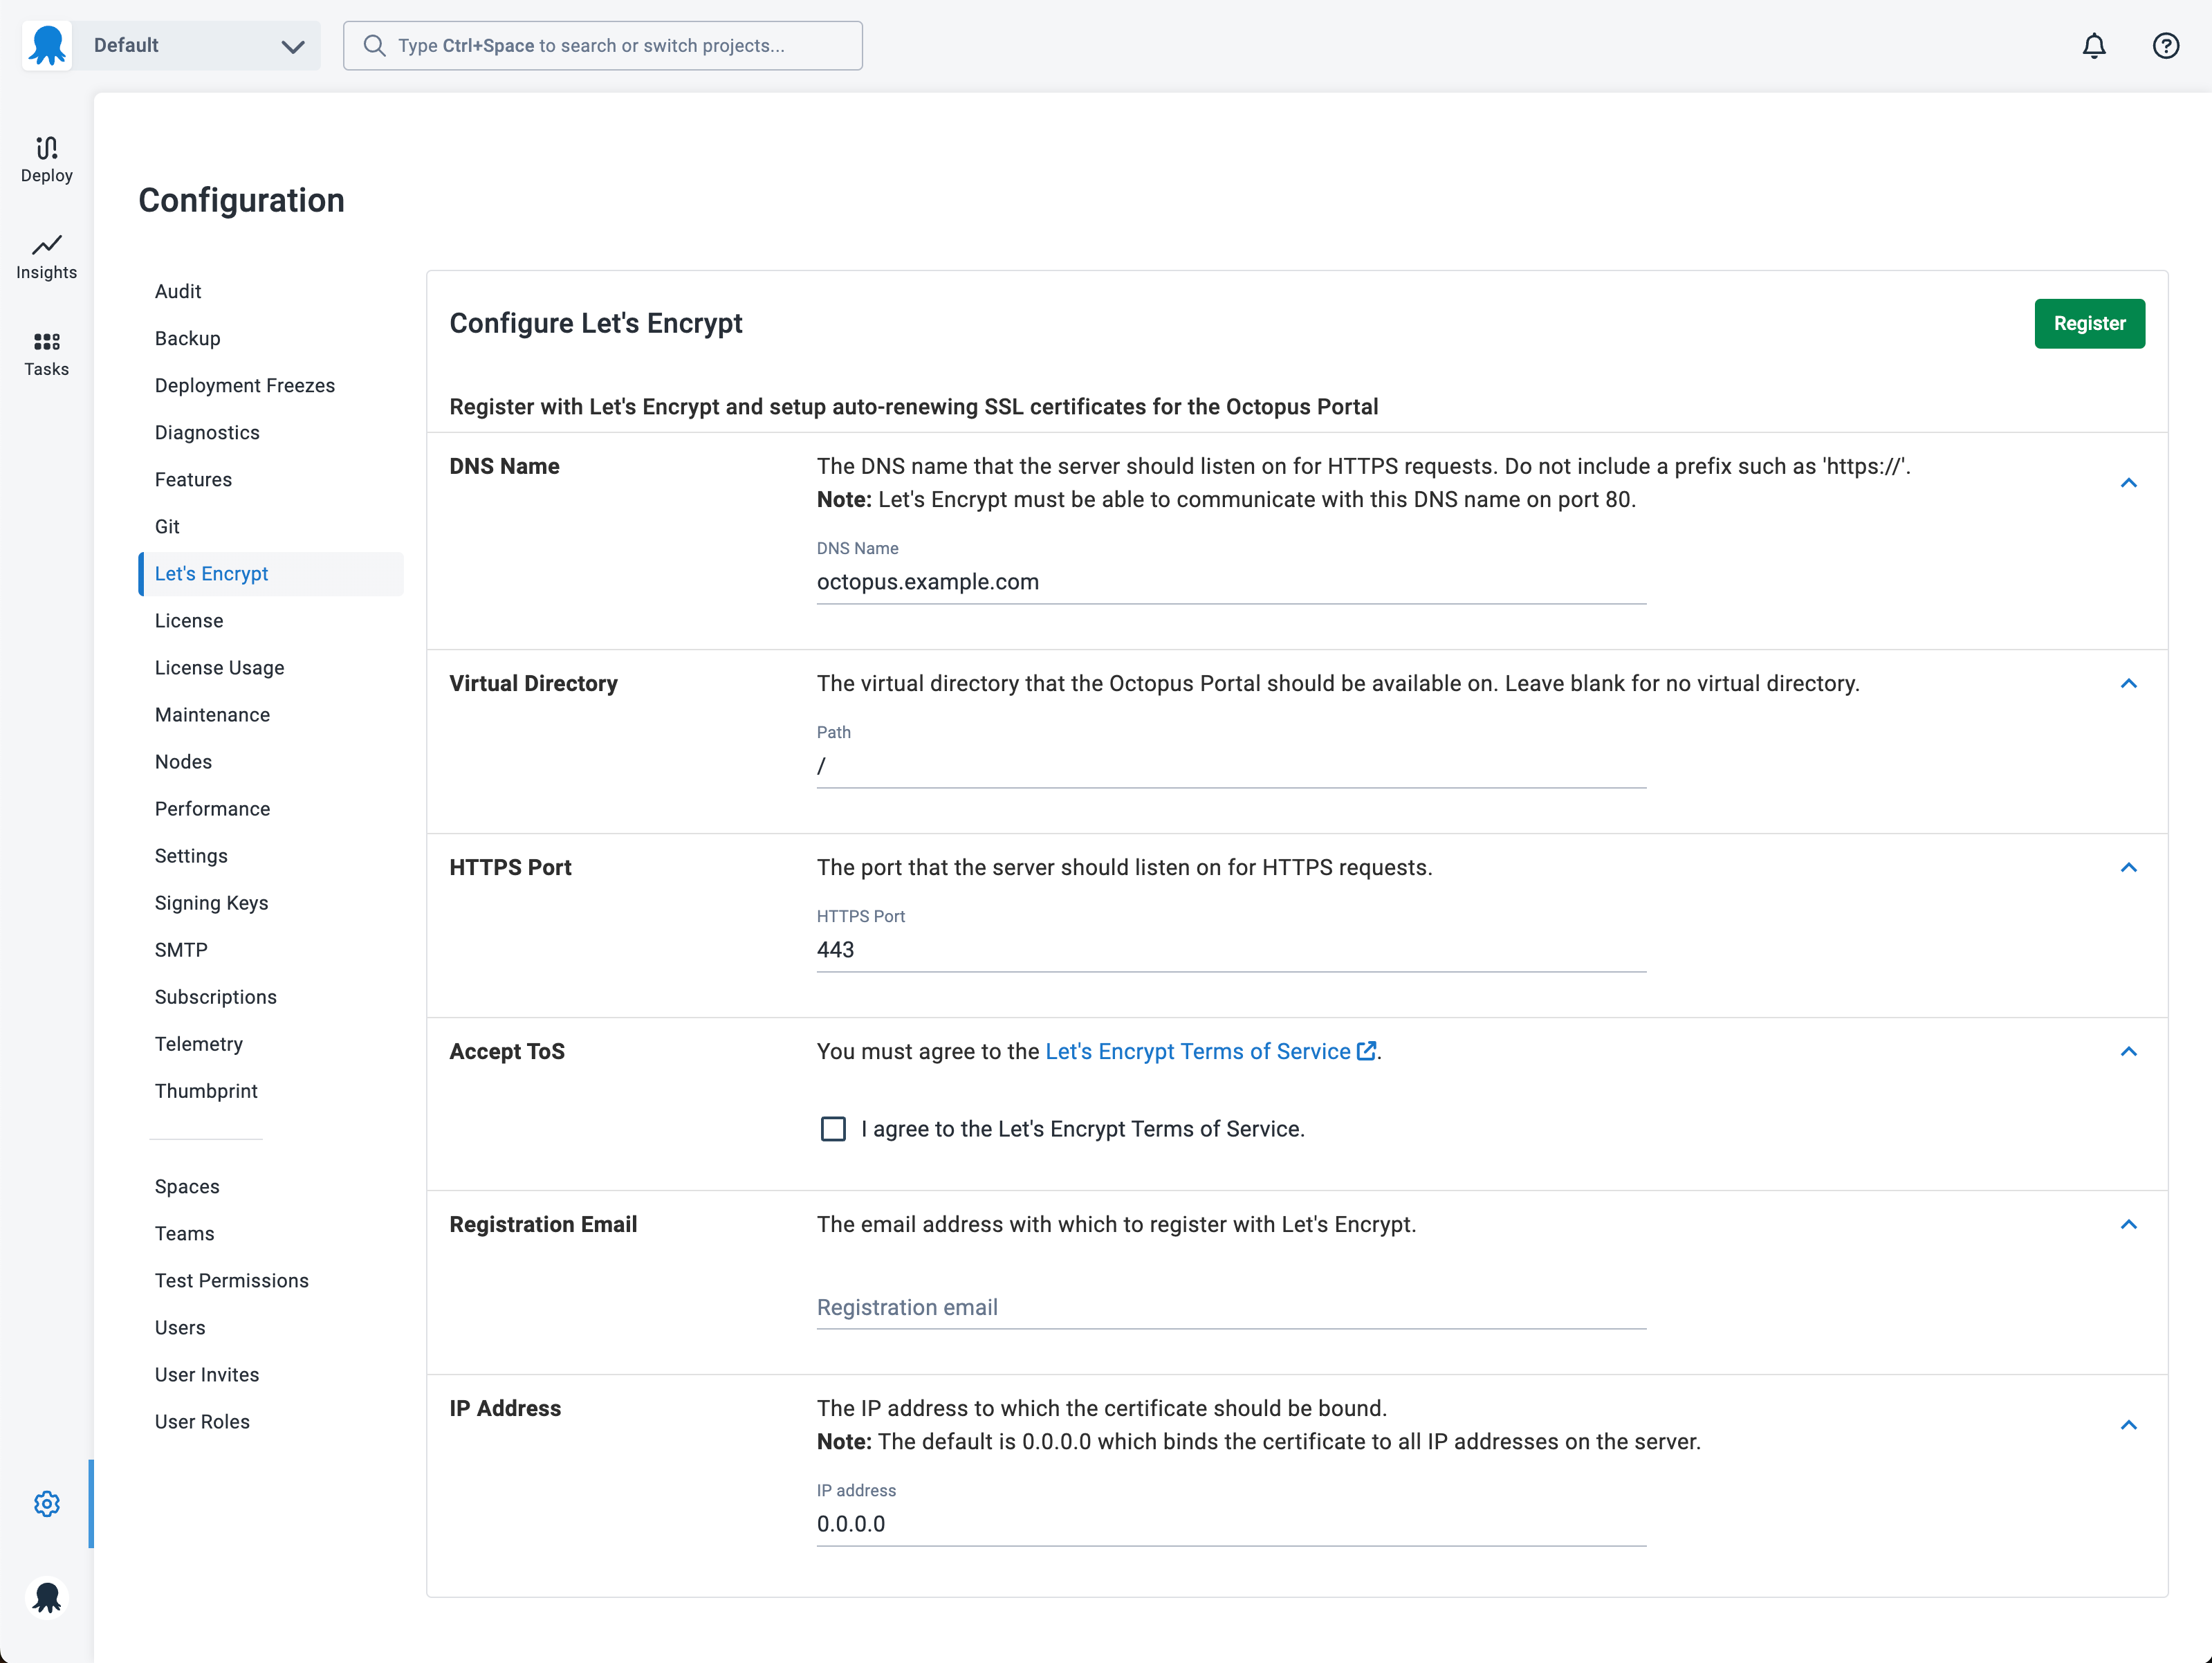 Default
Type Ctrl+Space to search or switch projects...
Deploy
Insights
Tasks
Configuration
Audit
Backup
Deployment Freezes
Diagnostics
Features
Git
Let's Encrypt
License
License Usage
Maintenance
Nodes
Performance
Settings
Signing Keys
SMTP
Subscriptions
Telemetry
Thumbprint
Spaces
Teams
Test Permissions
Users
User Invites
User Roles
Configure Let's Encrypt
Register
Register with Let's Encrypt and setup auto-renewing SSL certificates for the Octopus Portal
DNS Name
The DNS name that the server should listen on for HTTPS requests. Do not include a prefix such as 'https://'.
Note: Let's Encrypt must be able to communicate with this DNS name on port 80.
DNS Name
octopus.example.com
Virtual Directory
The virtual directory that the Octopus Portal should be available on. Leave blank for no virtual directory.
Path
/
HTTPS Port
The port that the server should listen on for HTTPS requests.
HTTPS Port
443
Accept ToS
You must agree to the Let's Encrypt Terms of Service.
I agree to the Let's Encrypt Terms of Service.
Registration Email
The email address with which to register with Let's Encrypt.
Registration email
IP Address
The IP address to which the certificate should be bound.
Note: The default is 0.0.0.0 which binds the certificate to all IP addresses on the server.
IP address
0.0.0.0